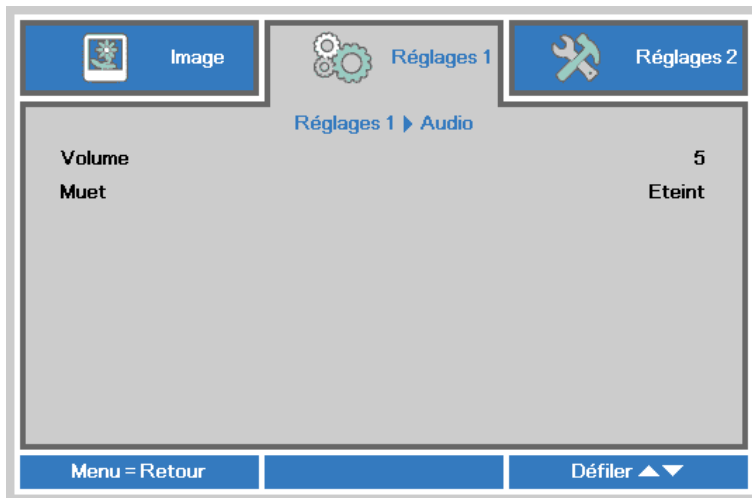 Image
Réglages 1
Réglages 2
Réglages 1 ▶ Audio
Volume 5
Muet Eteint
Menu = Retour
Défiler ▲▼